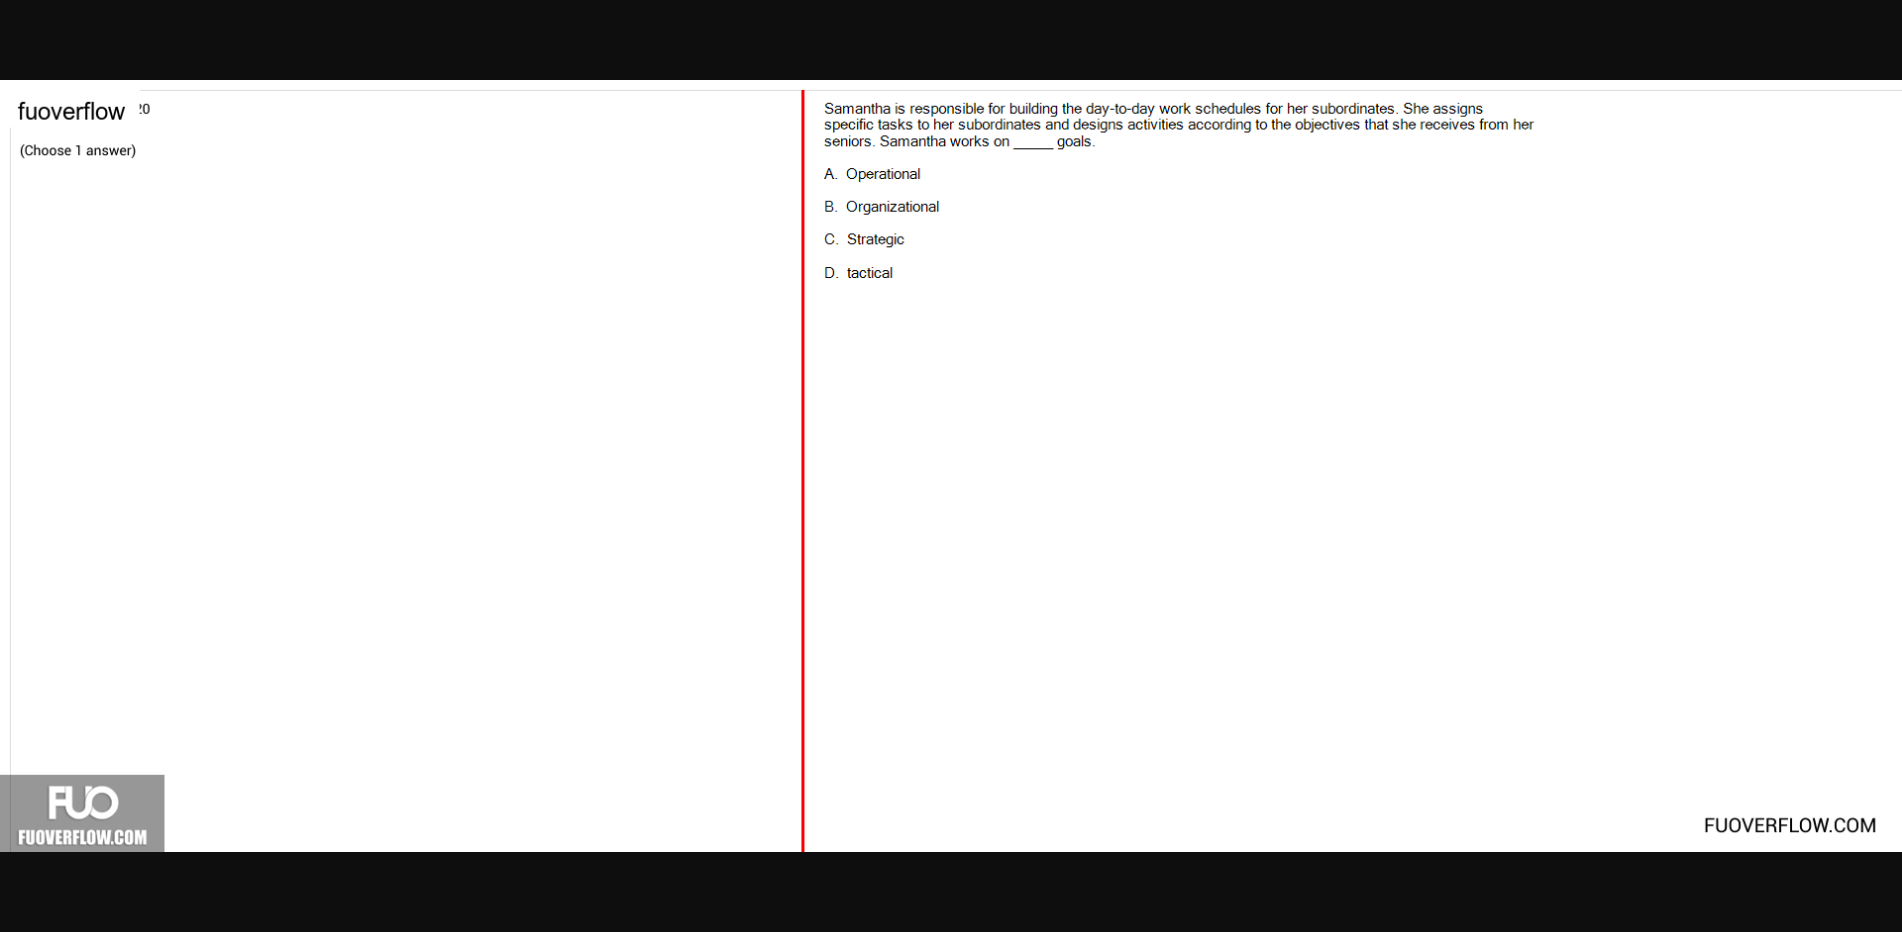 fuoverflow
(Choose 1 answer)
Samantha is responsible for building the day-to-day work schedules for her subordinates. She assigns
specific tasks to her subordinates and designs activities according to the objectives that she receives from her
seniors. Samantha works on _____ goals.
A. Operational
B. Organizational
C. Strategic
D. tactical
FUO
FUOVERFLOW.COM
FUOVERFLOW.COM